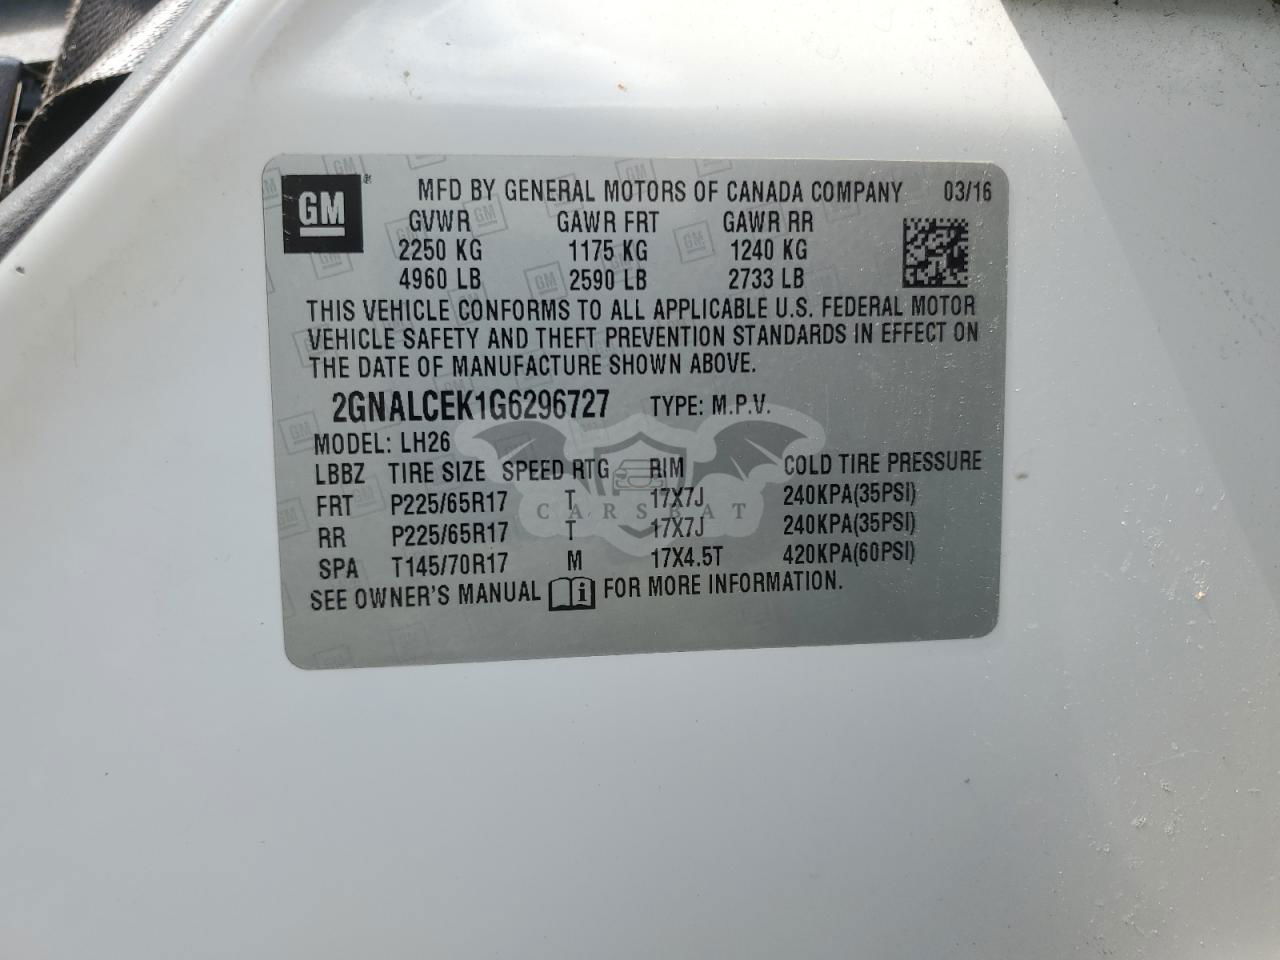 GM ® MFD BY GENERAL MOTORS OF CANADA COMPANY 03/16
GVWR GAWR FRT GAWR RR
2250 KG 1175 KG 1240 KG
4960 LB 2590 LB 2733 LB
THIS VEHICLE CONFORMS TO ALL APPLICABLE U.S. FEDERAL MOTOR
VEHICLE SAFETY AND THEFT PREVENTION STANDARDS IN EFFECT ON
THE DATE OF MANUFACTURE SHOWN ABOVE.
2GNALCEK1G6296727 TYPE: M.P.V.
MODEL: LH26
LBBZ TIRE SIZE SPEED RTG RIM COLD TIRE PRESSURE
FRT P225/65R17 T 17X7J 240KPA(35PSI)
CARSBAT
RR P225/65R17 T 17X7J 240KPA(35PSI)
SPA T145/70R17 M 17X4.5T 420KPA(60PSI)
SEE OWNER'S MANUAL i FOR MORE INFORMATION.